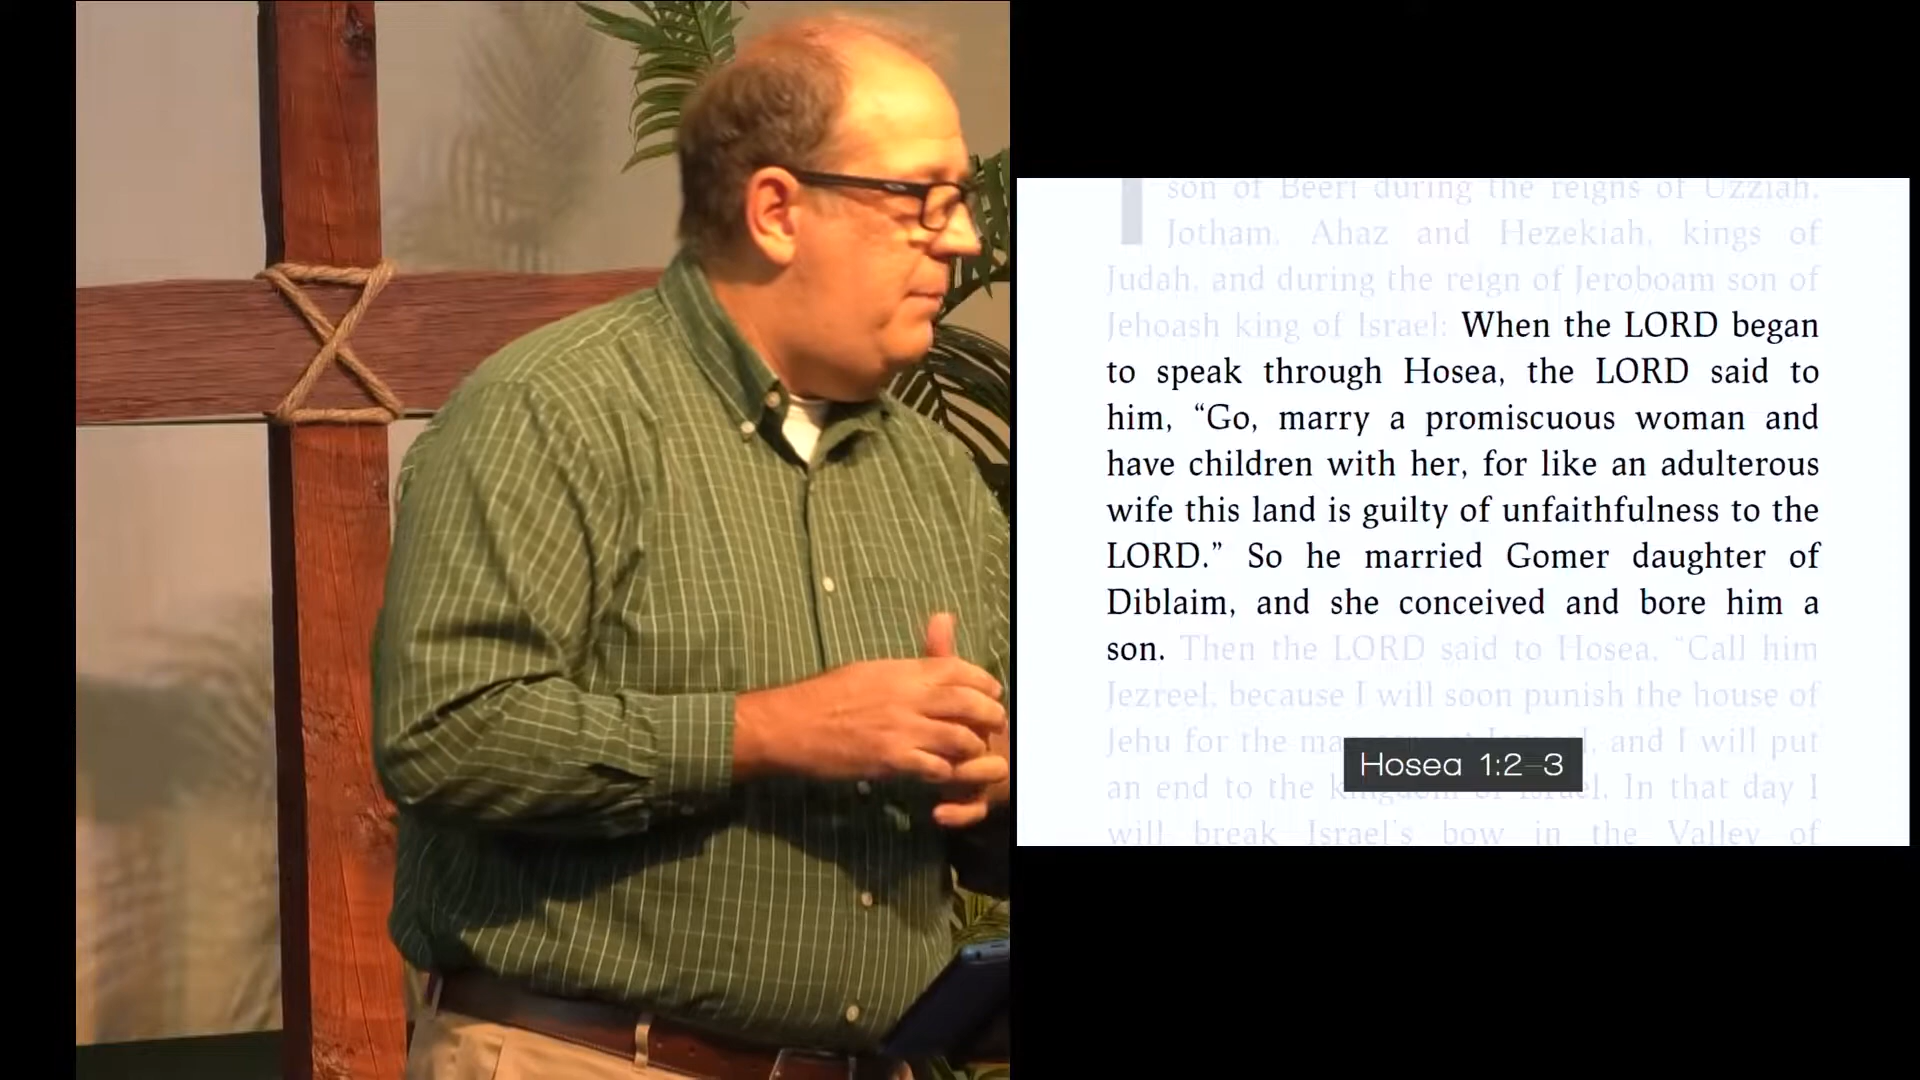 son of Beeri during the reigns of Uzziah,
Jotham, Ahaz and Hezekiah, kings of
Judah, and during the reign of Jeroboam son of
Jehoash king of Israel: When the LORD began
to speak through Hosea, the LORD said to
him, “Go, marry a promiscuous woman and
have children with her, for like an adulterous
wife this land is guilty of unfaithfulness to the
LORD.” So he married Gomer daughter of
Diblaim, and she conceived and bore him a
son. Then the LORD said to Hosea, “Call him
Jezreel, because I will soon punish the house of
Jehu for the and I will put
an end to the kingdom of Israel. In that day I
will break Israel's bow in the Valley of
Hosea 1:2-3